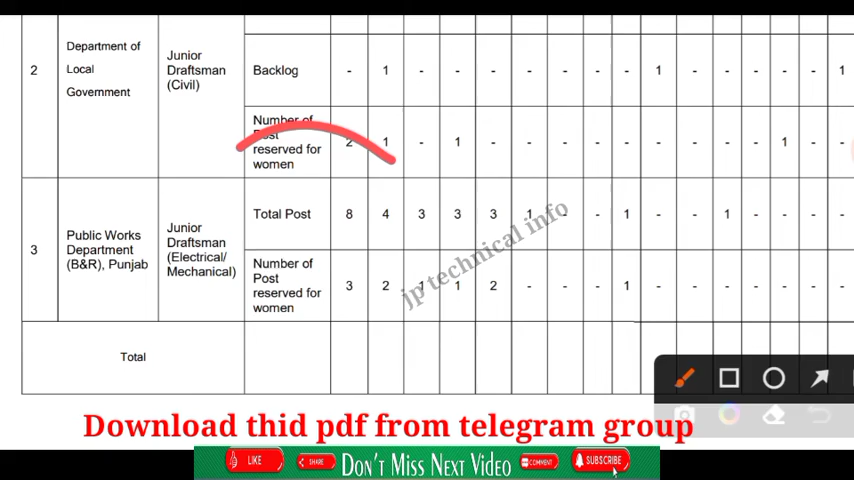 2 Department of Local Government Junior Draftsman (Civil) Backlog - 1 - - - - - - - 1 - - - - 1
Number of Post reserved for women 2 1 - 1 - - - - - - - - - 1 - -
3 Public Works Department (B&R), Punjab Junior Draftsman (Electrical/ Mechanical) Total Post 8 4 3 3 3 1 - - 1 - - 1 - - -
Number of Post reserved for women 3 2 1 1 2 - - - 1 - - - - - -
Total
jp technical info
Download thid pdf from telegram group
LIKE SHARE DON'T MISS NEXT VIDEO COMMENT SUBSCRIBE